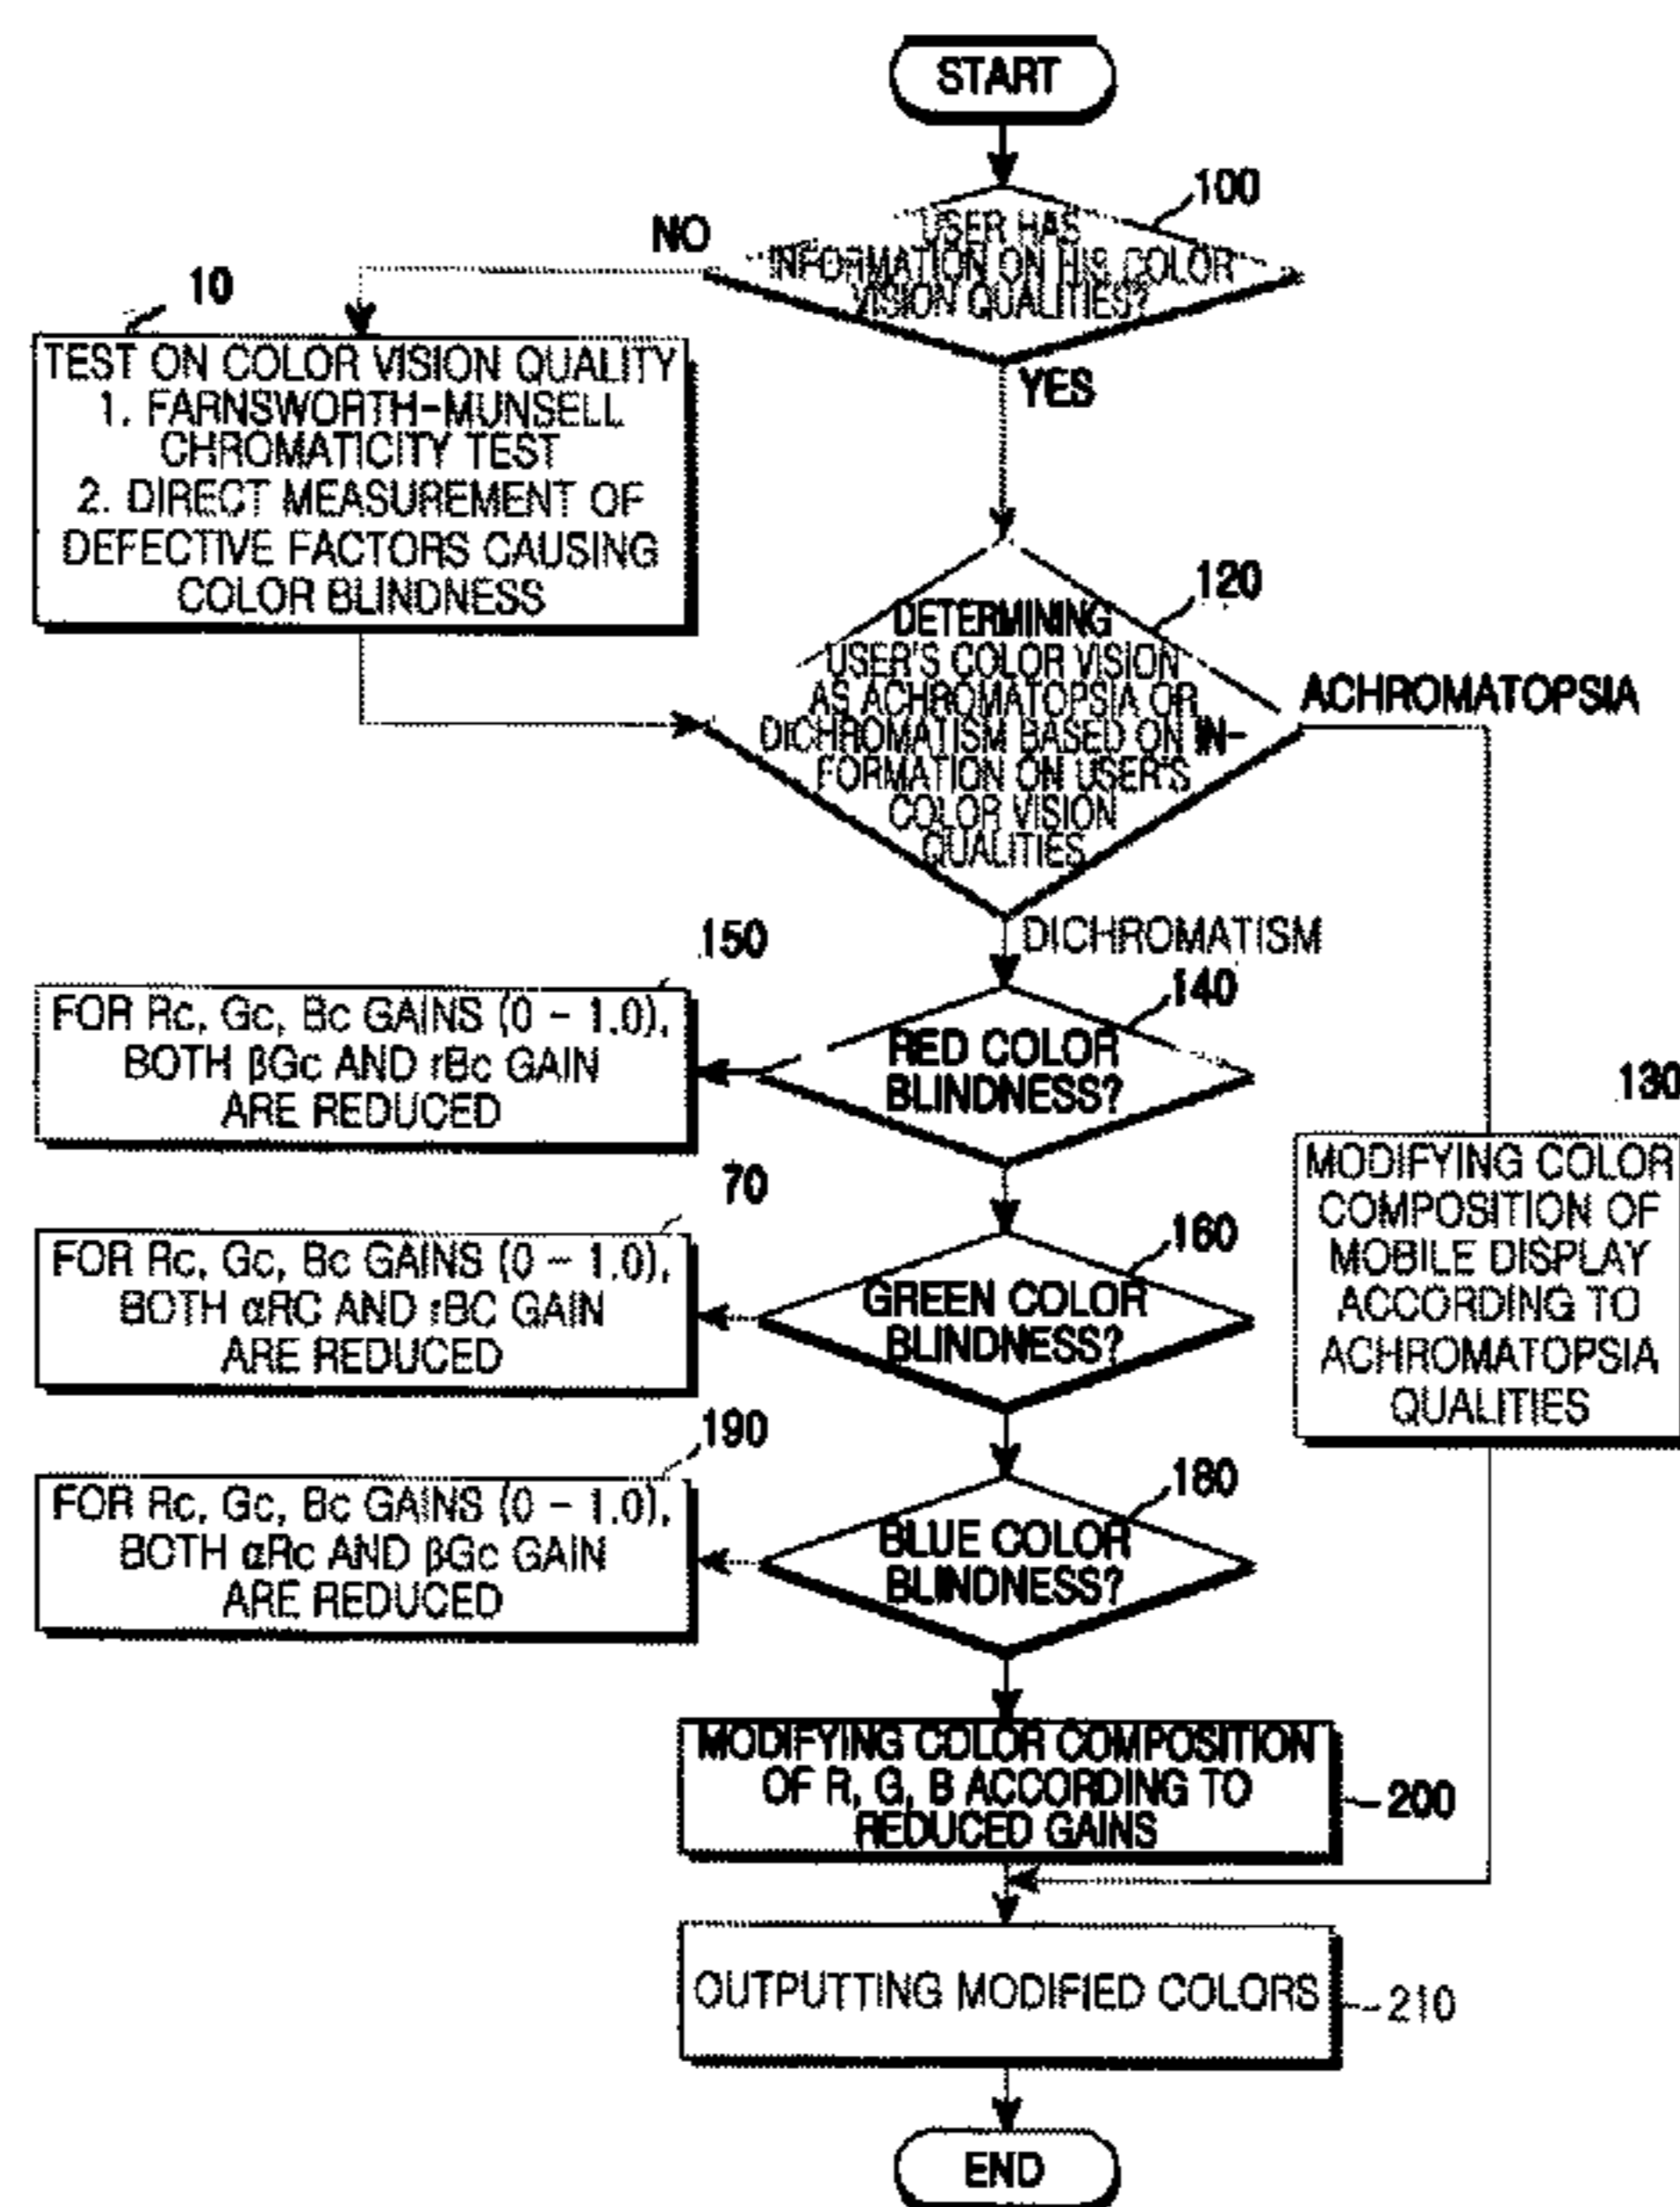 START
100
USER HAS
INFORMATION ON HIS COLOR
VISION QUALITIES?
NO
YES
10
TEST ON COLOR VISION QUALITY
1. FARNSWORTH-MUNSELL
CHROMATICITY TEST
2. DIRECT MEASUREMENT OF
DEFECTIVE FACTORS CAUSING
COLOR BLINDNESS
120
DETERMINING
USER'S COLOR VISION
AS ACHROMATOPSIA OR
DICHROMATISM BASED ON IN-
FORMATION ON USER'S
COLOR VISION
QUALITIES
ACHROMATOPSIA
DICHROMATISM
150
FOR Rc, Gc, Bc GAINS (0 - 1.0),
BOTH βGc AND rBc GAIN
ARE REDUCED
140
RED COLOR
BLINDNESS?
130
MODIFYING COLOR
COMPOSITION OF
MOBILE DISPLAY
ACCORDING TO
ACHROMATOPSIA
QUALITIES
70
FOR Rc, Gc, Bc GAINS (0 - 1.0),
BOTH αRC AND rBC GAIN
ARE REDUCED
160
GREEN COLOR
BLINDNESS?
190
FOR Rc, Gc, Bc GAINS (0 - 1.0),
BOTH αRc AND βGc GAIN
ARE REDUCED
180
BLUE COLOR
BLINDNESS?
MODIFYING COLOR COMPOSITION
OF R, G, B ACCORDING TO
REDUCED GAINS
200
OUTPUTTING MODIFIED COLORS
210
END